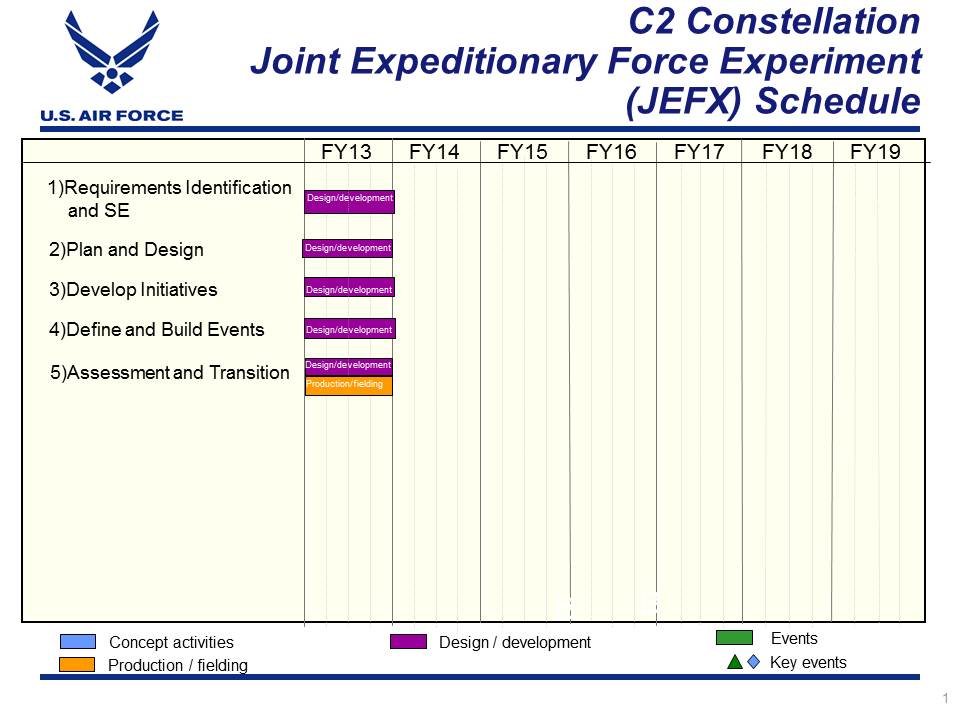 C2 Constellation
Joint Expeditionary Force Experiment
(JEFX) Schedule
U.S. AIR FORCE
FY13 FY14 FY15 FY16 FY17 FY18 FY19
1)Requirements Identification
and SE
Design/development
2)Plan and Design
Design/development
3)Develop Initiatives
Design/development
4)Define and Build Events
Design/development
5)Assessment and Transition
Design/development
Production/fielding
Concept activities
Design / development
Events
Production / fielding
Key events
1